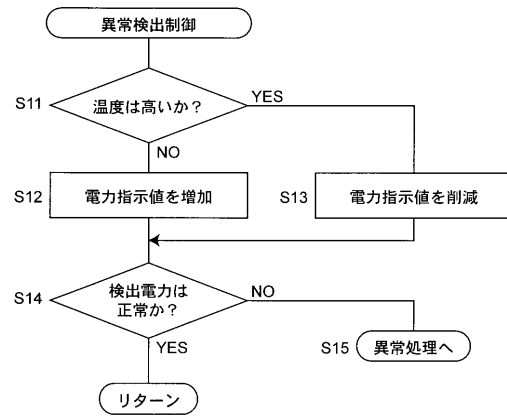 異常検出制御
S11
温度は高いか?
YES
NO
S12
電力指示値を増加
S13
電力指示値を削減
S14
検出電力は
正常か?
NO
YES
S15
異常処理へ
リターン